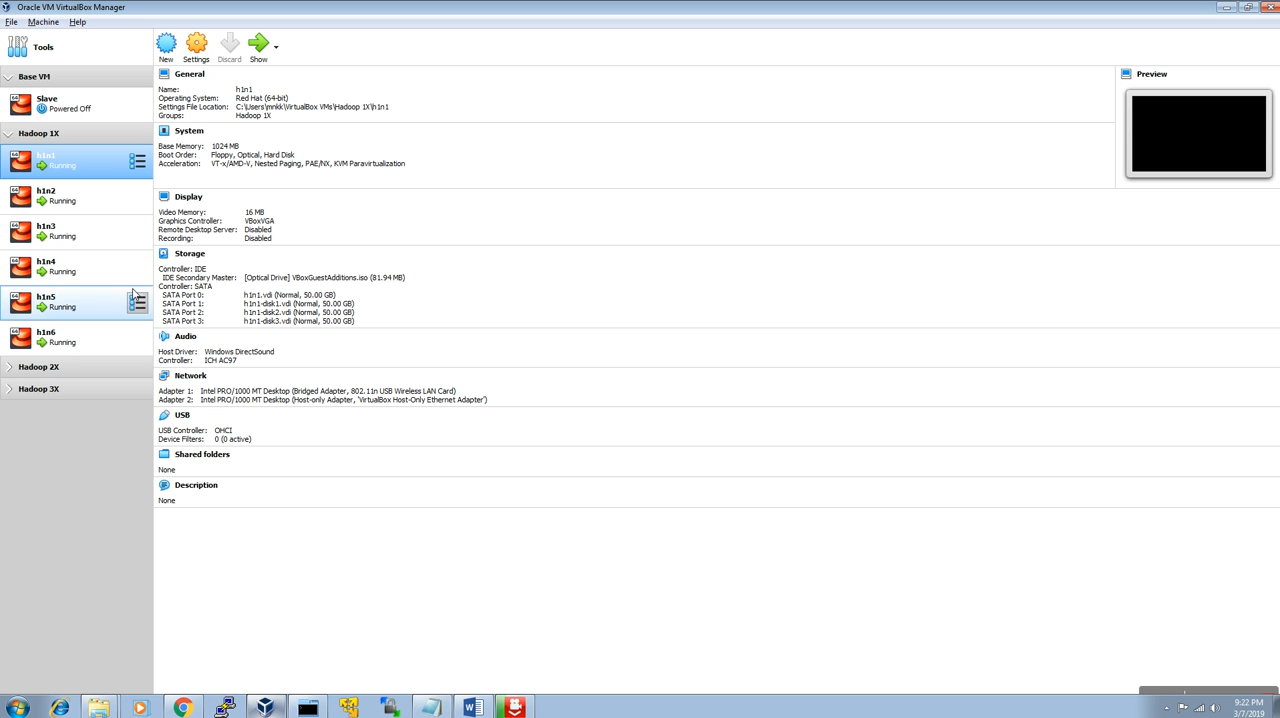 Oracle VM VirtualBox Manager
File Machine Help
Tools
New Settings Discard Show
Base VM
Slave
Powered Off
Hadoop 1X
h1n1
Running
h1n2
Running
h1n3
Running
h1n4
Running
h1n5
Running
h1n6
Running
Hadoop 2X
Hadoop 3X
General
Name: h1n1
Operating System: Red Hat (64-bit)
Settings File Location: C:\Users\mnkk\VirtualBox VMs\Hadoop 1X\h1n1
Groups: Hadoop 1X
System
Base Memory: 1024 MB
Boot Order: Floppy, Optical, Hard Disk
Acceleration: VT-x/AMD-V, Nested Paging, PAE/NX, KVM Paravirtualization
Display
Video Memory: 16 MB
Graphics Controller: VBoxVGA
Remote Desktop Server: Disabled
Recording: Disabled
Storage
Controller: IDE
IDE Secondary Master: [Optical Drive] VBoxGuestAdditions.iso (81.94 MB)
Controller: SATA
SATA Port 0: h1n1.vdi (Normal, 50.00 GB)
SATA Port 1: h1n1-disk1.vdi (Normal, 50.00 GB)
SATA Port 2: h1n1-disk2.vdi (Normal, 50.00 GB)
SATA Port 3: h1n1-disk3.vdi (Normal, 50.00 GB)
Audio
Host Driver: Windows DirectSound
Controller: ICH AC97
Network
Adapter 1: Intel PRO/1000 MT Desktop (Bridged Adapter, 802.11n USB Wireless LAN Card)
Adapter 2: Intel PRO/1000 MT Desktop (Host-only Adapter, 'VirtualBox Host-Only Ethernet Adapter')
USB
USB Controller: OHCI
Device Filters: 0 (0 active)
Shared folders
None
Description
None
Preview
9:22 PM
3/7/2019